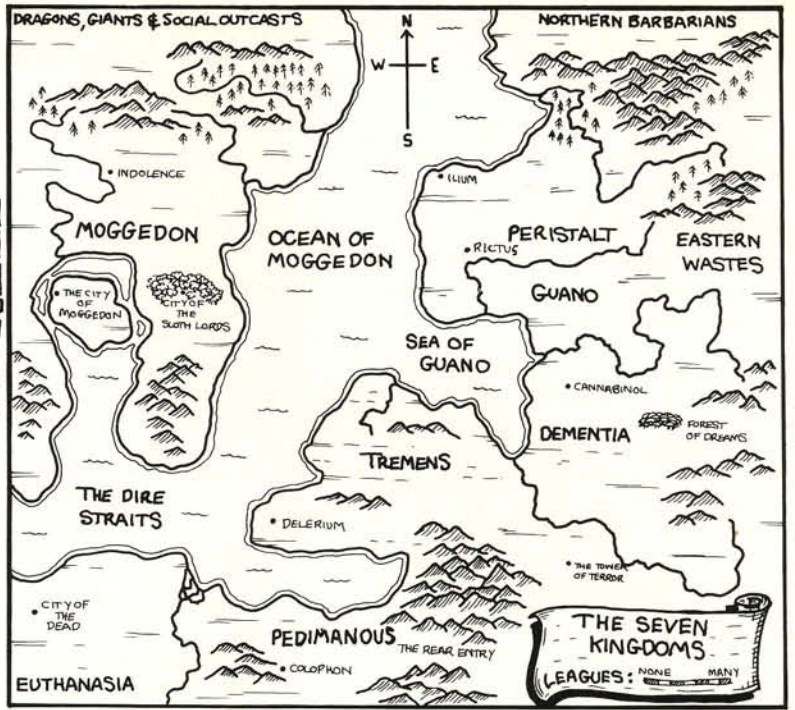 DRAGONS, GIANTS & SOCIAL OUTCASTS
NORTHERN BARBARIANS
N
W
E
S
INDOLENCE
ILIUM
MOGGEDON
OCEAN OF
MOGGEDON
RICTUS
PERISTALT
EASTERN
WASTES
THE CITY
OF
MOGGEDON
CITY OF
THE
SLOTH LORDS
GUANO
SEA OF
GUANO
CANNABINOL
DEMENTIA
FOREST
OF DREAMS
TREMENS
THE DIRE
STRAITS
DELERIUM
THE TOWER
OF TERROR
CITY OF
THE
DEAD
PEDIMANOUS
THE REAR ENTRY
COLOPHON
EUTHANASIA
THE SEVEN
KINGDOMS
LEAGUES: NONE MANY